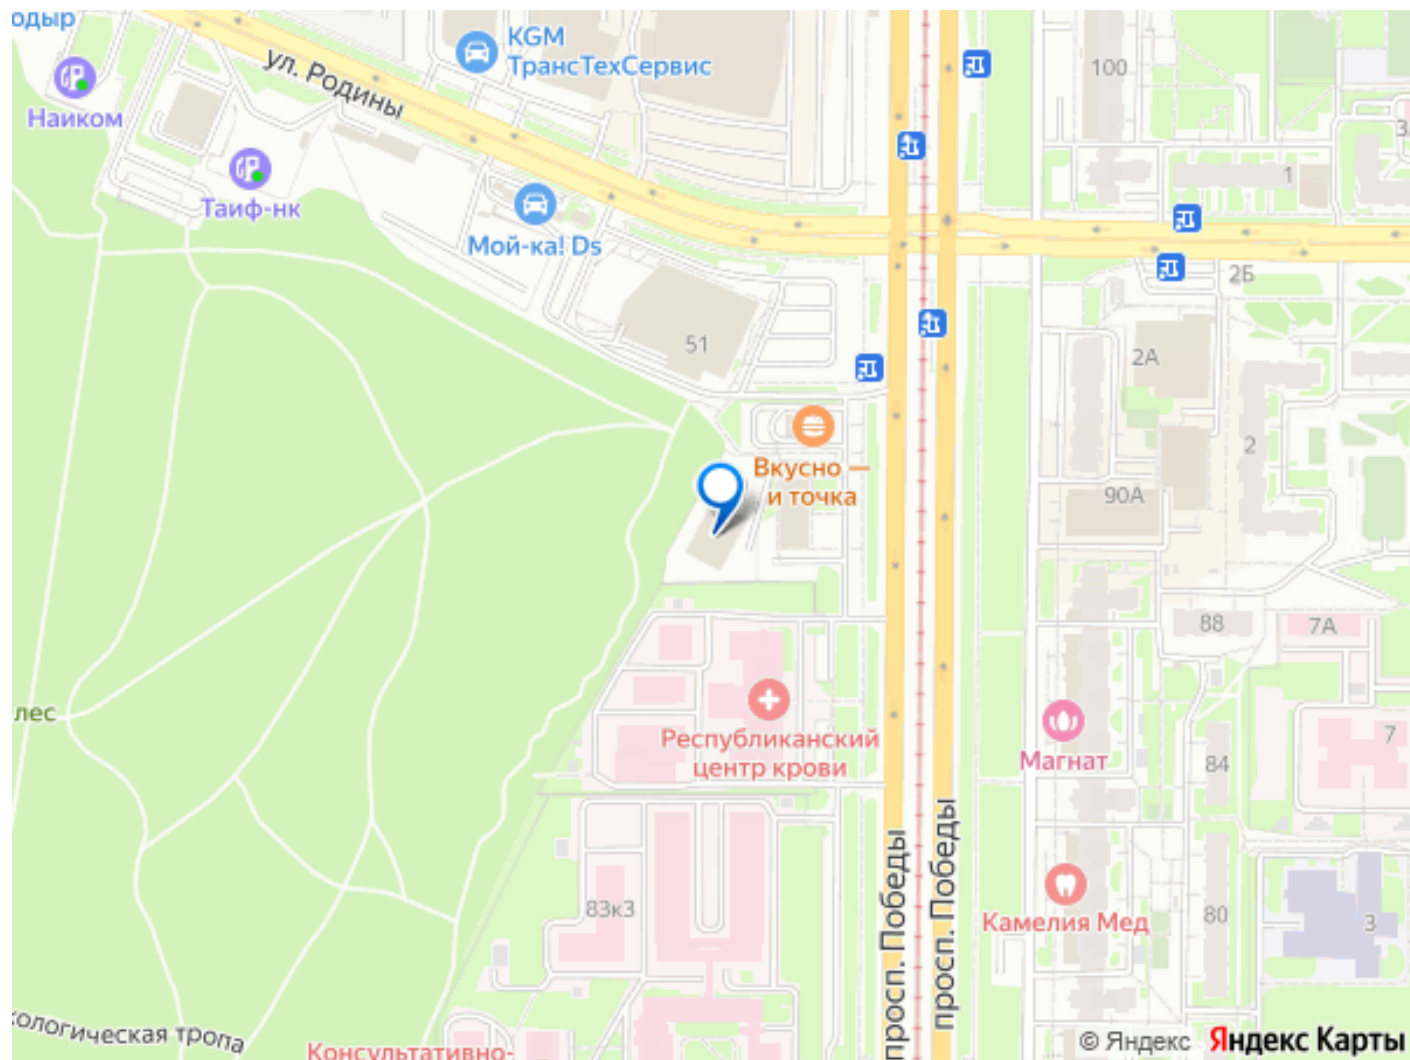 одыр
KGM
ТрансТехСервис
ул. Родины
100
Наиком
Таиф-нк
1
Мой-ка! Ds
2Б
51
2А
Вкусно —
и точка
2
90А
88
7А
Республиканский
центр крови
лес
Магнат
7
84
просп. Победы
просп. Победы
83к3
Камелия Мед
80
3
кологическая тропа
Консультативно-
© Яндекс Яндекс Карты